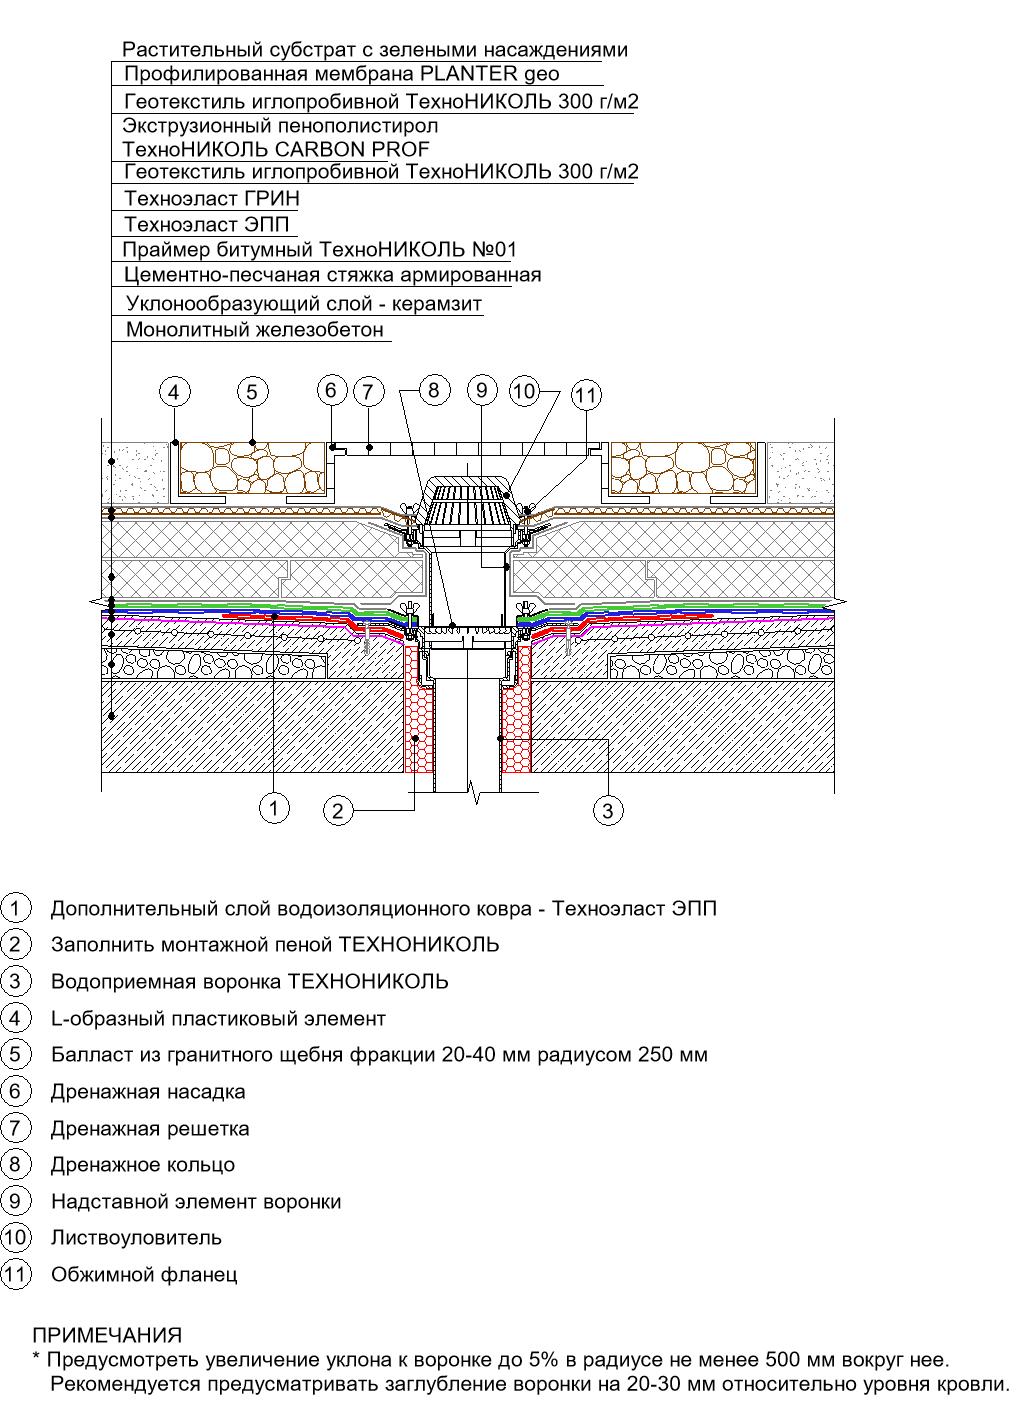 Растительный субстрат с зелеными насаждениями
Профилированная мембрана PLANTER geo
Геотекстиль иглопробивной ТехноНИКОЛЬ 300 г/м2
Экструзионный пенополистирол
ТехноНИКОЛЬ CARBON PROF
Геотекстиль иглопробивной ТехноНИКОЛЬ 300 г/м2
Техноэласт ГРИН
Техноэласт ЭПП
Праймер битумный ТехноНИКОЛЬ №01
Цементно-песчаная стяжка армированная
Уклонообразующий слой - керамзит
Монолитный железобетон
4 5 6 7 8 9 10 11
1 2 3
1 Дополнительный слой водоизоляционного ковра - Техноэласт ЭПП
2 Заполнить монтажной пеной ТЕХНОНИКОЛЬ
3 Водоприемная воронка ТЕХНОНИКОЛЬ
4 L-образный пластиковый элемент
5 Балласт из гранитного щебня фракции 20-40 мм радиусом 250 мм
6 Дренажная насадка
7 Дренажная решетка
8 Дренажное кольцо
9 Надставной элемент воронки
10 Листвоуловитель
11 Обжимной фланец
ПРИМЕЧАНИЯ
* Предусмотреть увеличение уклона к воронке до 5% в радиусе не менее 500 мм вокруг нее.
Рекомендуется предусматривать заглубление воронки на 20-30 мм относительно уровня кровли.